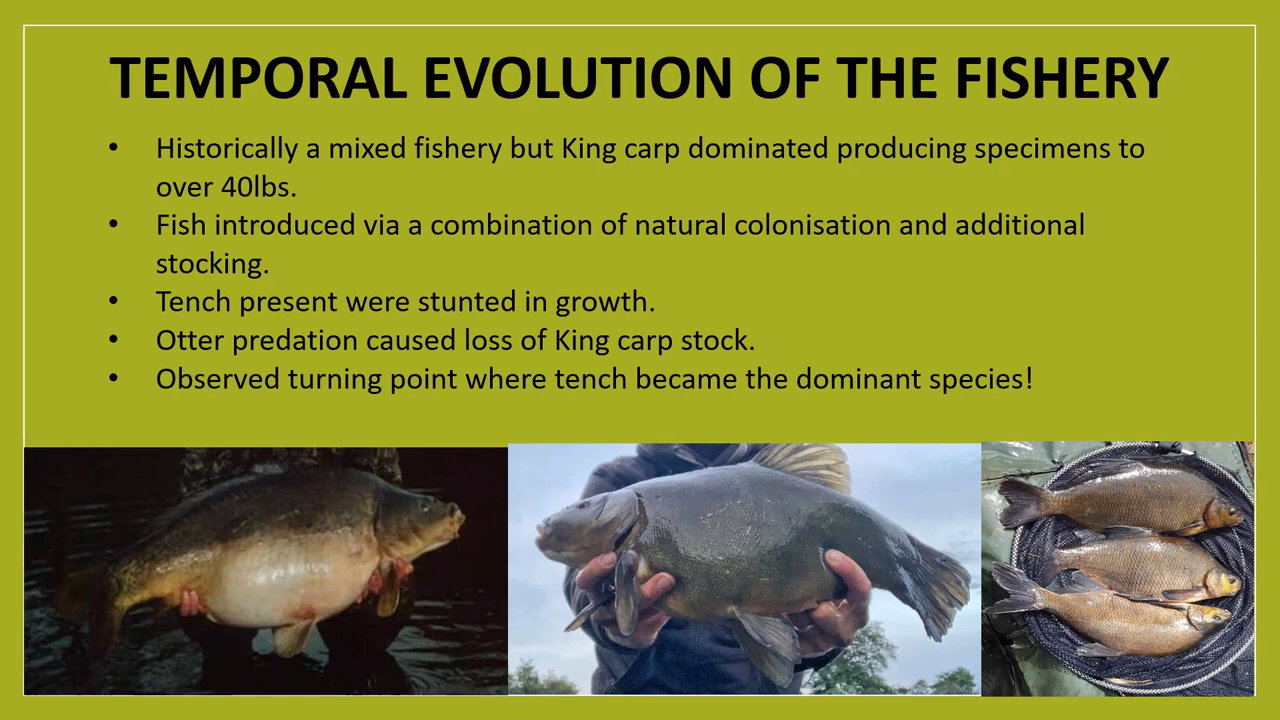 TEMPORAL EVOLUTION OF THE FISHERY
• Historically a mixed fishery but King carp dominated producing specimens to
over 40lbs.
• Fish introduced via a combination of natural colonisation and additional
stocking.
• Tench present were stunted in growth.
• Otter predation caused loss of King carp stock.
• Observed turning point where tench became the dominant species!